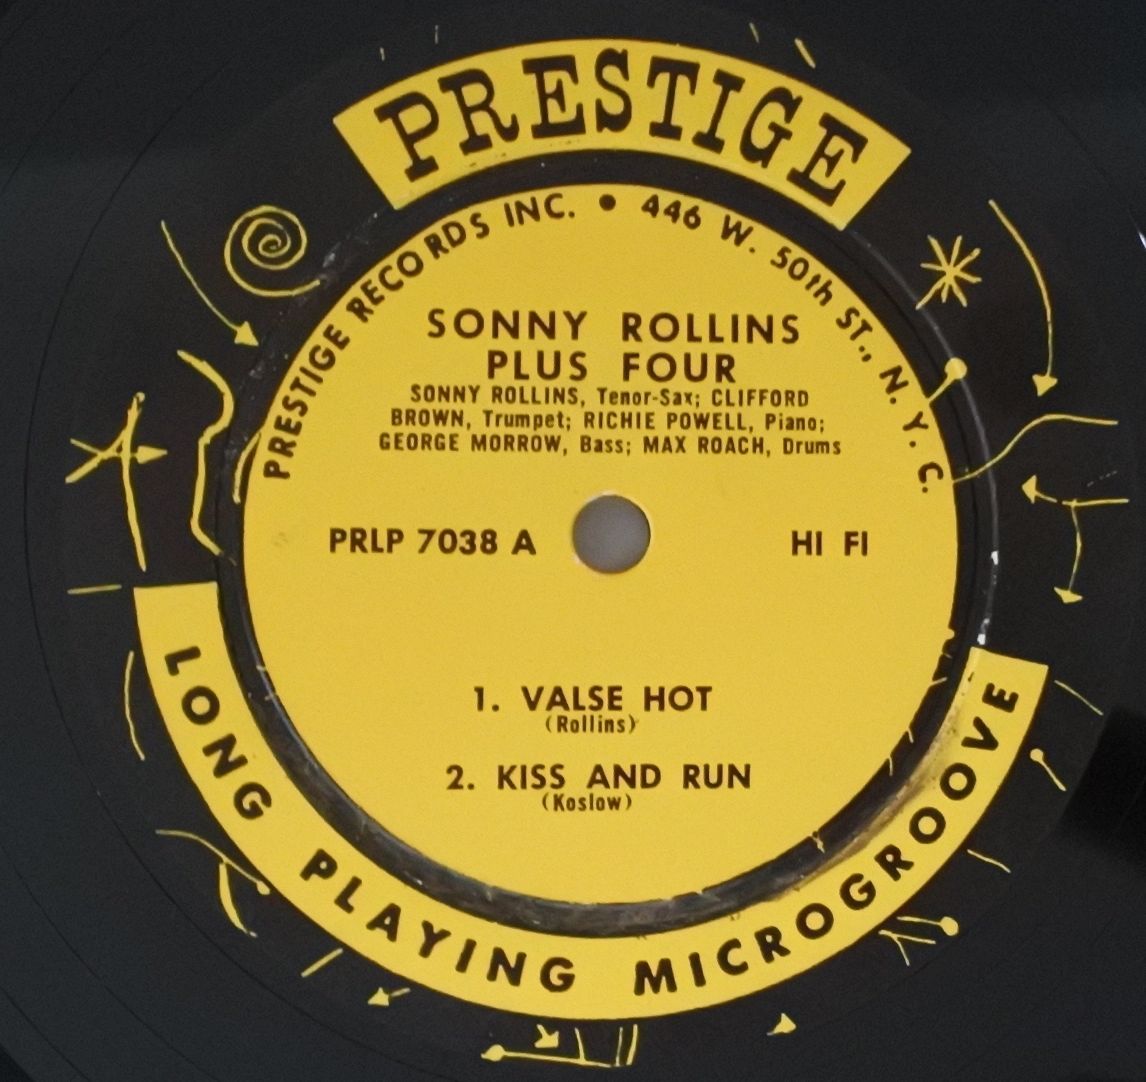 PRESTIGE
PRESTIGE RECORDS INC. • 446 W. 50th ST., N. Y. C.
SONNY ROLLINS
PLUS FOUR
SONNY ROLLINS, Tenor-Sax; CLIFFORD
BROWN, Trumpet; RICHIE POWELL, Piano;
GEORGE MORROW, Bass; MAX ROACH, Drums
PRLP 7038 A HI FI
1. VALSE HOT
(Rollins)
2. KISS AND RUN
(Koslow)
LONG PLAYING MICROGROOVE